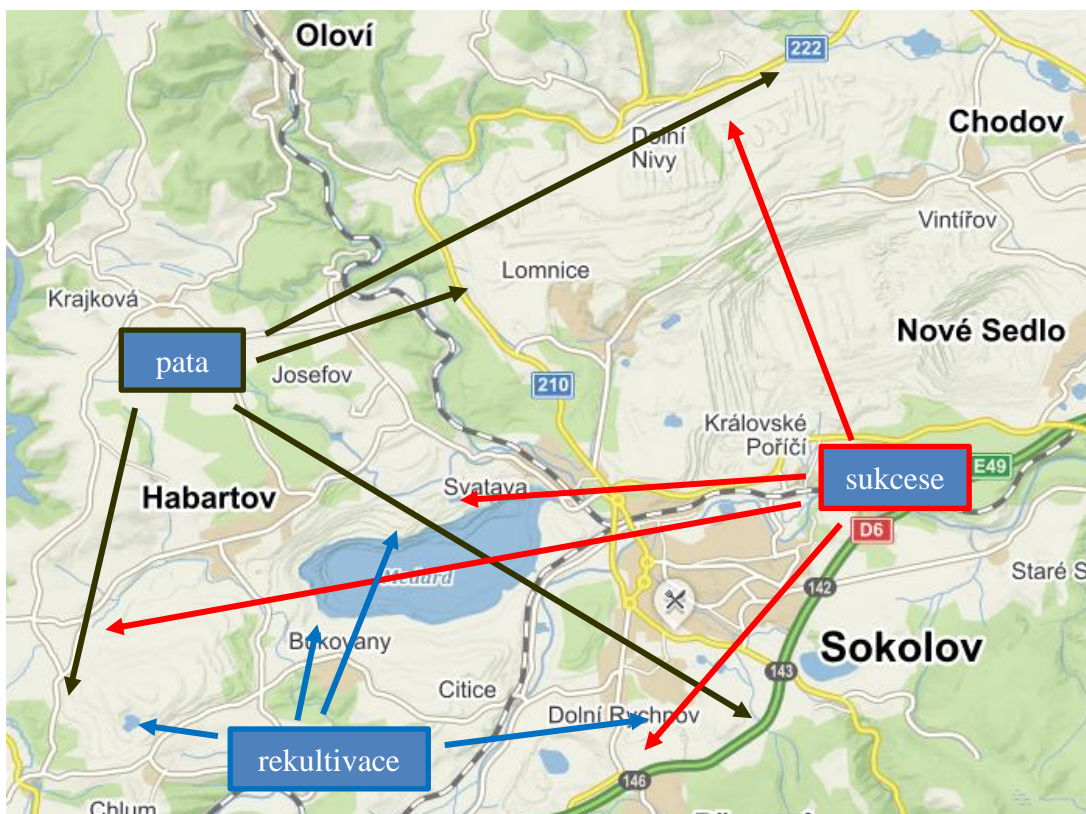 Oloví
222
Chodov
Dolní
Nivy
Vintířov
Lomnice
Krajková
Nové Sedlo
pata
Josefov
210
Královské
Poříčí
E49
sukcese
Habartov
Svatava
D6
Medard
Staré S
142
Bukovany
Sokolov
143
Citice
Dolní Rychnov
rekultivace
146
Chlum